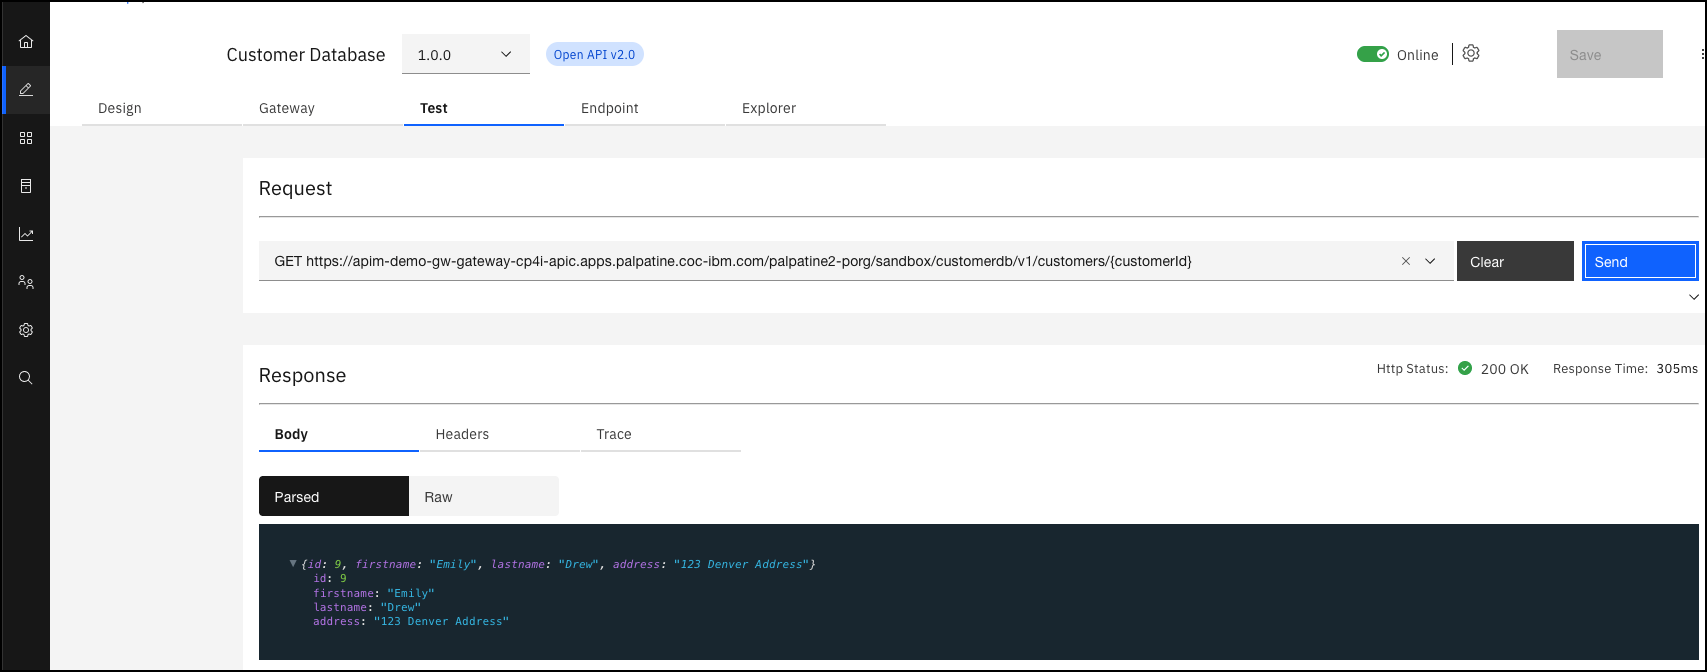 Customer Database 1.0.0 Open API v2.0 Online Save
Design Gateway Test Endpoint Explorer
Request
GET https://apim-demo-gw-gateway-cp4i-apic.apps.palpatine.coc-ibm.com/palpatine2-porg/sandbox/customerdb/v1/customers/{customerId} Clear Send
Response Http Status: 200 OK Response Time: 305ms
Body Headers Trace
Parsed Raw
{id: 9, firstname: "Emily", lastname: "Drew", address: "123 Denver Address"}
id: 9
firstname: "Emily"
lastname: "Drew"
address: "123 Denver Address"